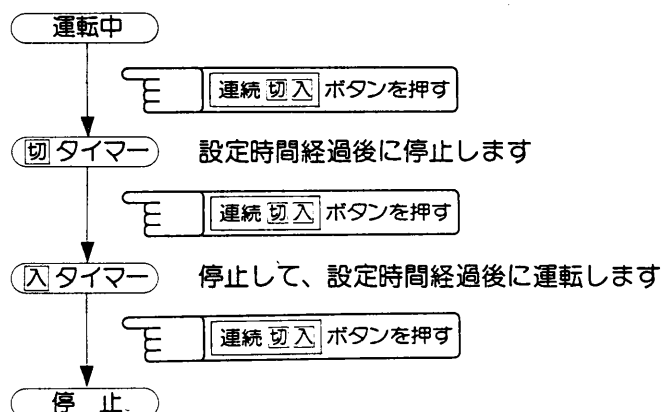 運転中
連続 切 入 ボタンを押す
切 タイマー 設定時間経過後に停止します
連続 切 入 ボタンを押す
入 タイマー 停止して、設定時間経過後に運転します
連続 切 入 ボタンを押す
停 止